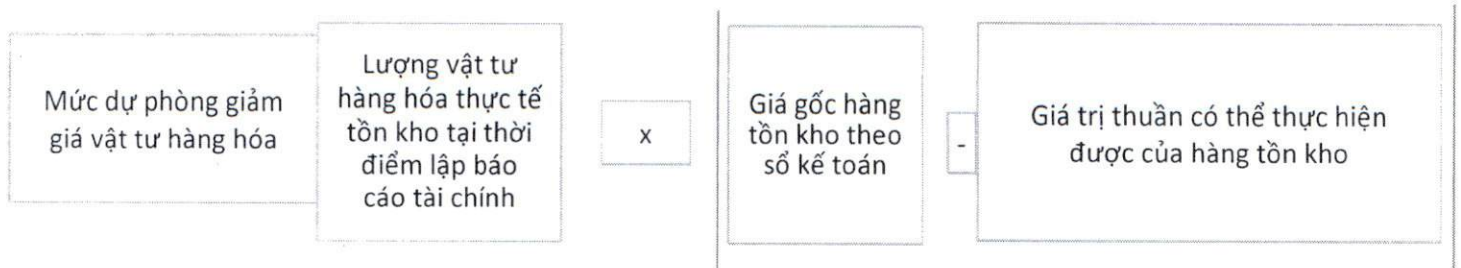 Mức dự phòng giảm
giá vật tư hàng hóa
Lượng vật tư
hàng hóa thực tế
tồn kho tại thời
điểm lập báo
cáo tài chính
x
Giá gốc hàng
tồn kho theo
sổ kế toán
-
Giá trị thuần có thể thực hiện
được của hàng tồn kho